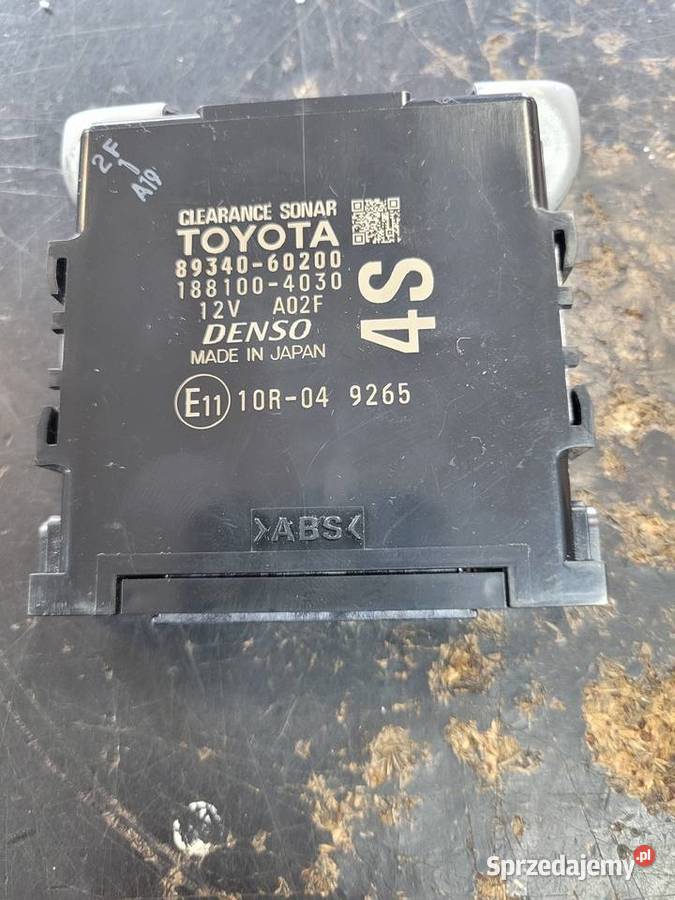 2F
A19
CLEARANCE SONAR
TOYOTA
89340-60200
188100-4030
12V A02F
DENSO
MADE IN JAPAN
4S
E11 10R-04 9265
>ABS<
Sprzedajemy.pl